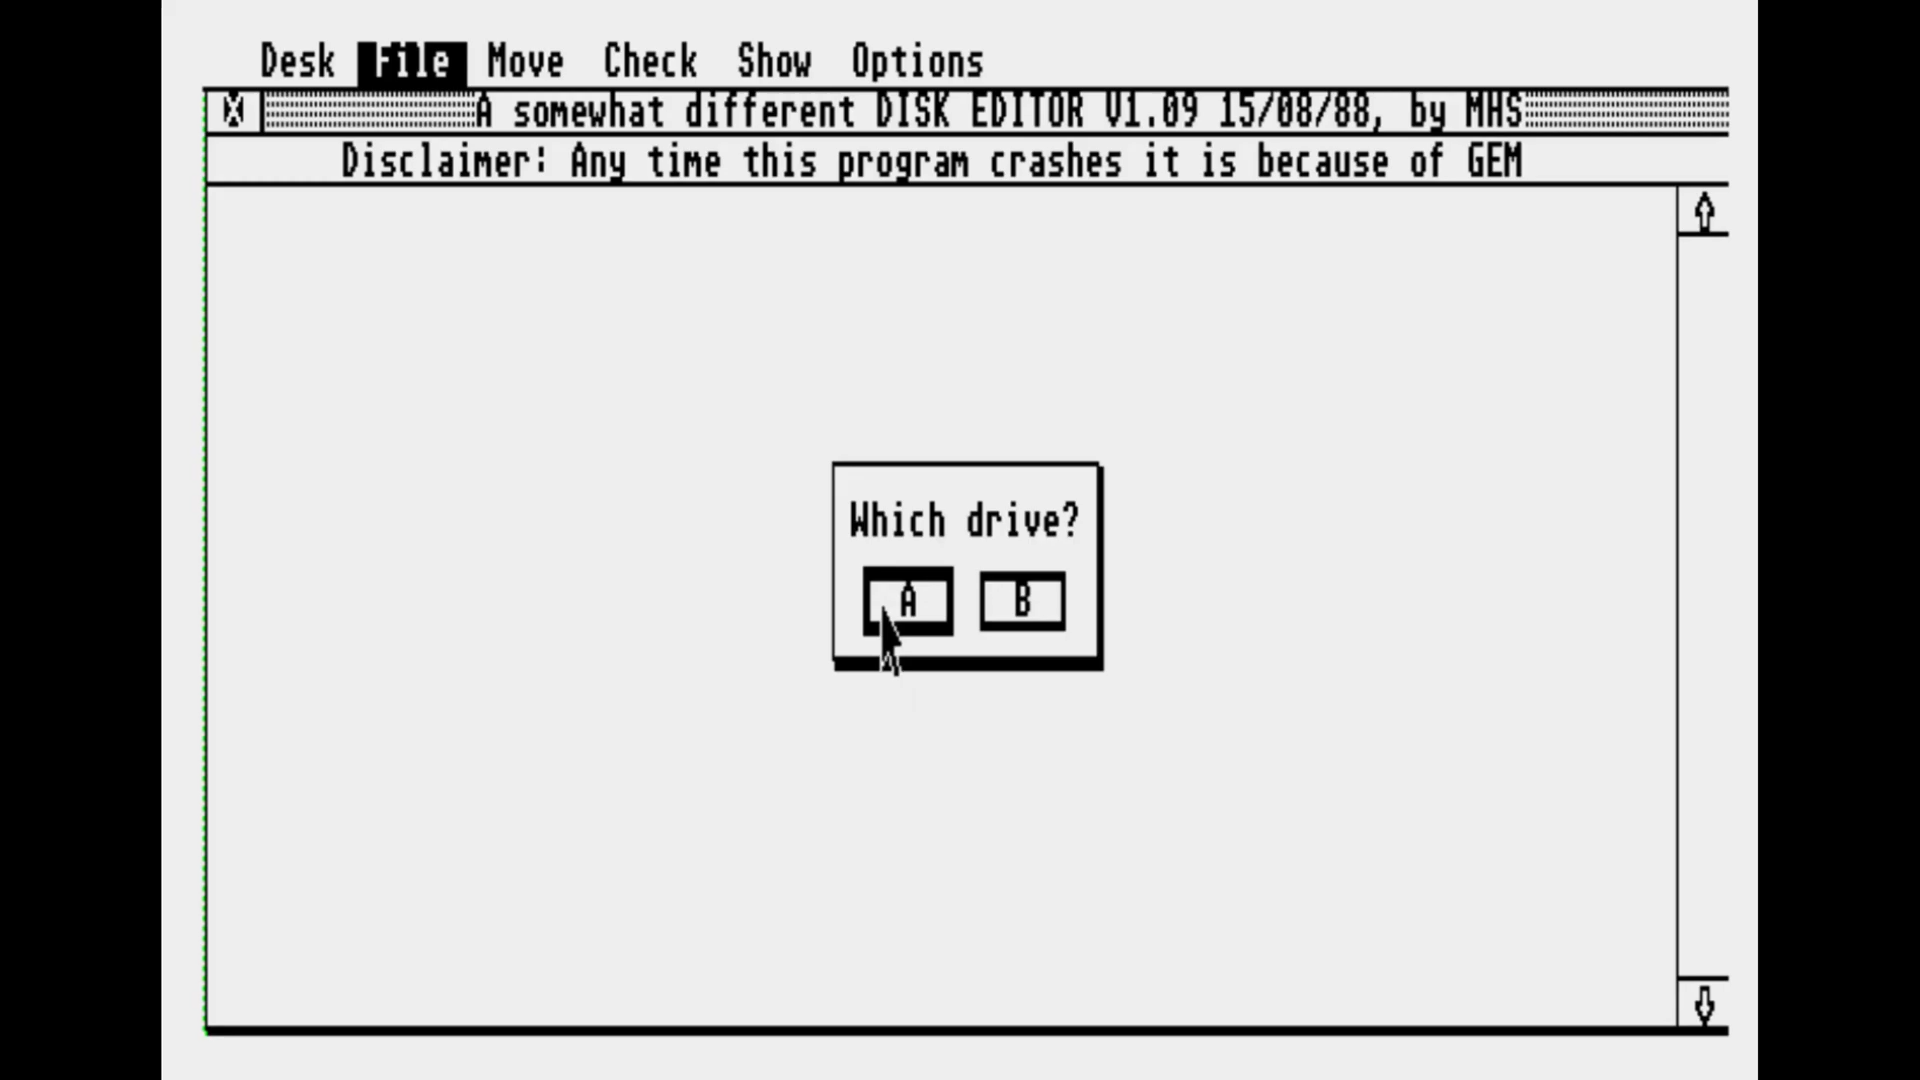 Desk File Move Check Show Options
A somewhat different DISK EDITOR V1.09 15/08/88, by MHS
Disclaimer: Any time this program crashes it is because of GEM
Which drive?
A B